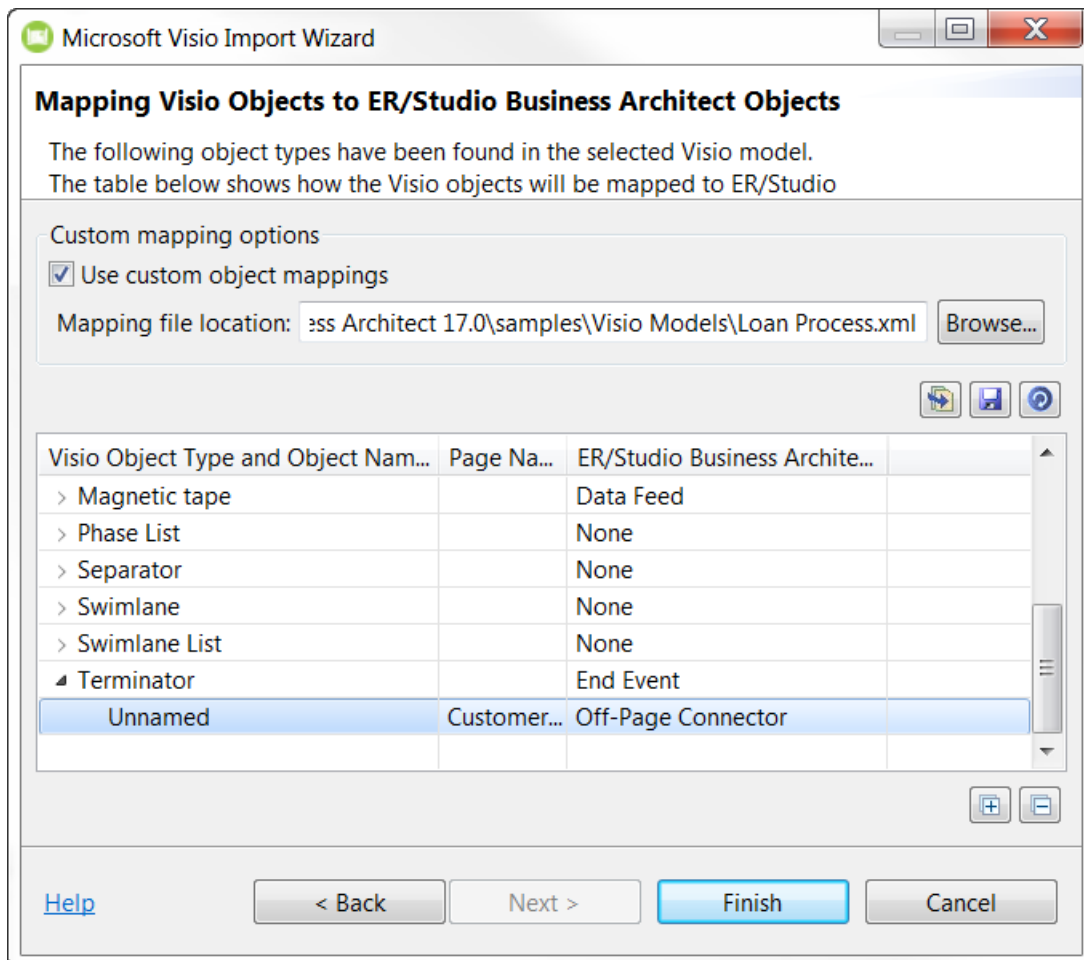 Microsoft Visio Import Wizard
Mapping Visio Objects to ER/Studio Business Architect Objects
The following object types have been found in the selected Visio model.
The table below shows how the Visio objects will be mapped to ER/Studio
Custom mapping options
Use custom object mappings
Mapping file location: ess Architect 17.0\samples\Visio Models\Loan Process.xml Browse...
Visio Object Type and Object Nam... Page Na... ER/Studio Business Archite...
Magnetic tape Data Feed
Phase List None
Separator None
Swimlane None
Swimlane List None
Terminator End Event
Unnamed Customer... Off-Page Connector
Help < Back Next > Finish Cancel